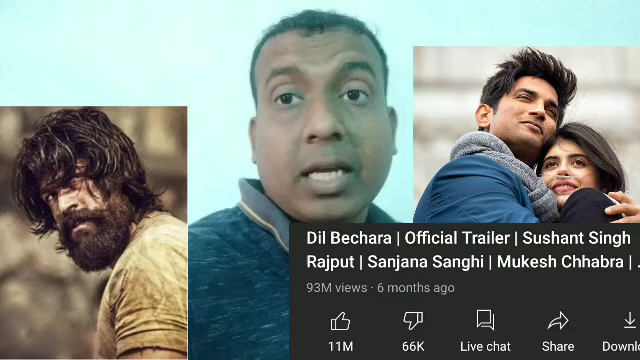 Dil Bechara | Official Trailer | Sushant Singh
Rajput | Sanjana Sanghi | Mukesh Chhabra | .
93M views · 6 months ago
11M 66K Live chat Share Downlo